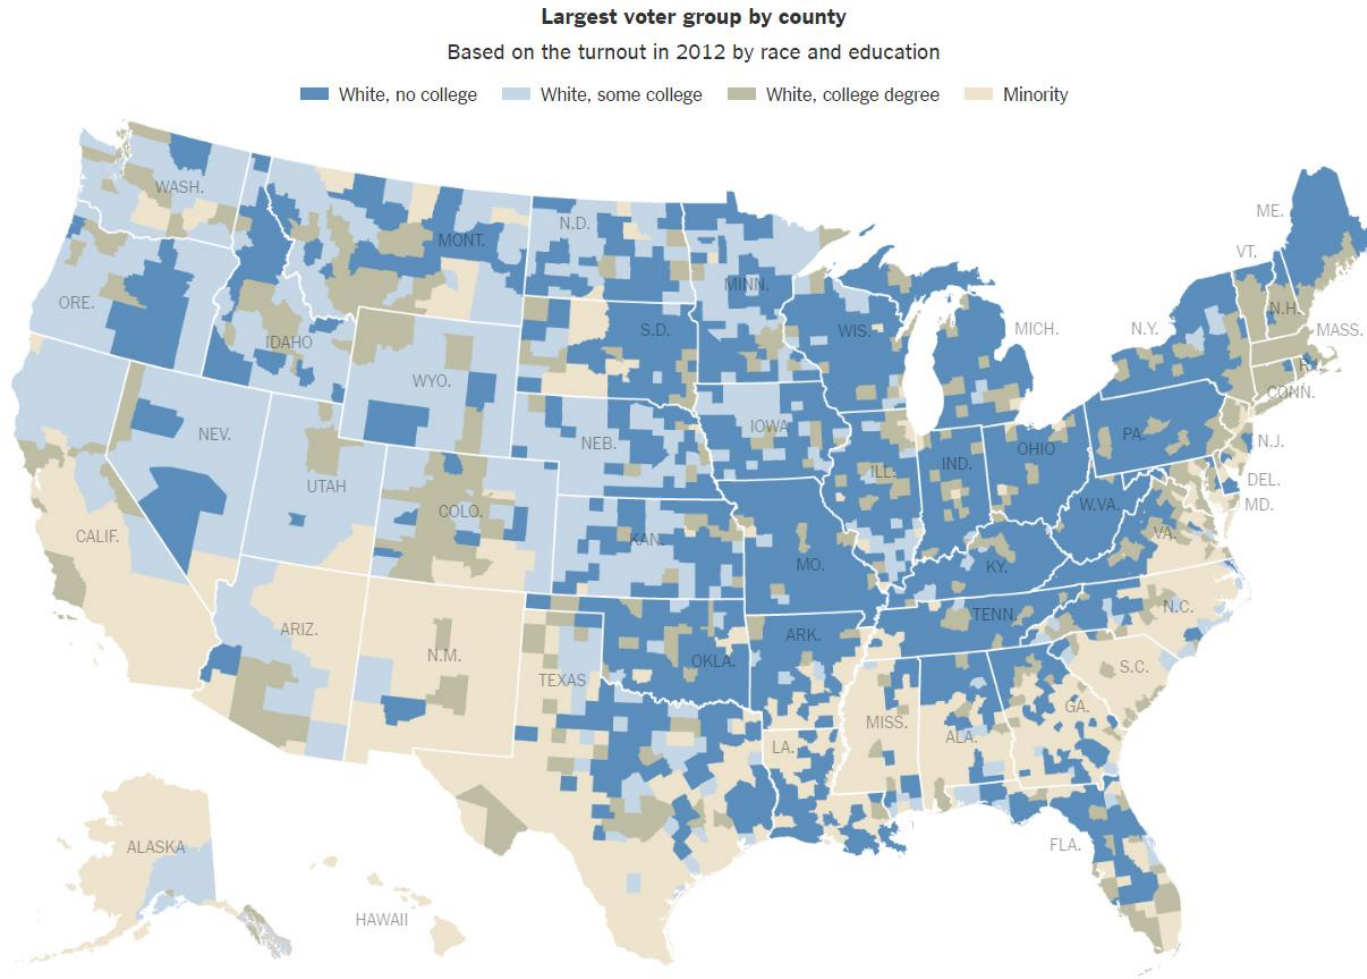 Largest voter group by county
Based on the turnout in 2012 by race and education
White, no college White, some college White, college degree Minority
WASH.
ORE.
IDAHO
MONT.
N.D.
MINN.
WIS.
MICH.
N.Y.
VT.
ME.
N.H.
MASS.
R.I.
CONN.
S.D.
WYO.
NEV.
UTAH
COLO.
NEB.
IOWA
ILL.
IND.
OHIO
PA.
N.J.
DEL.
MD.
W.VA.
VA.
CALIF.
KAN.
MO.
KY.
TENN.
N.C.
ARIZ.
N.M.
OKLA.
ARK.
S.C.
TEXAS
LA.
MISS.
ALA.
GA.
FLA.
ALASKA
HAWAII